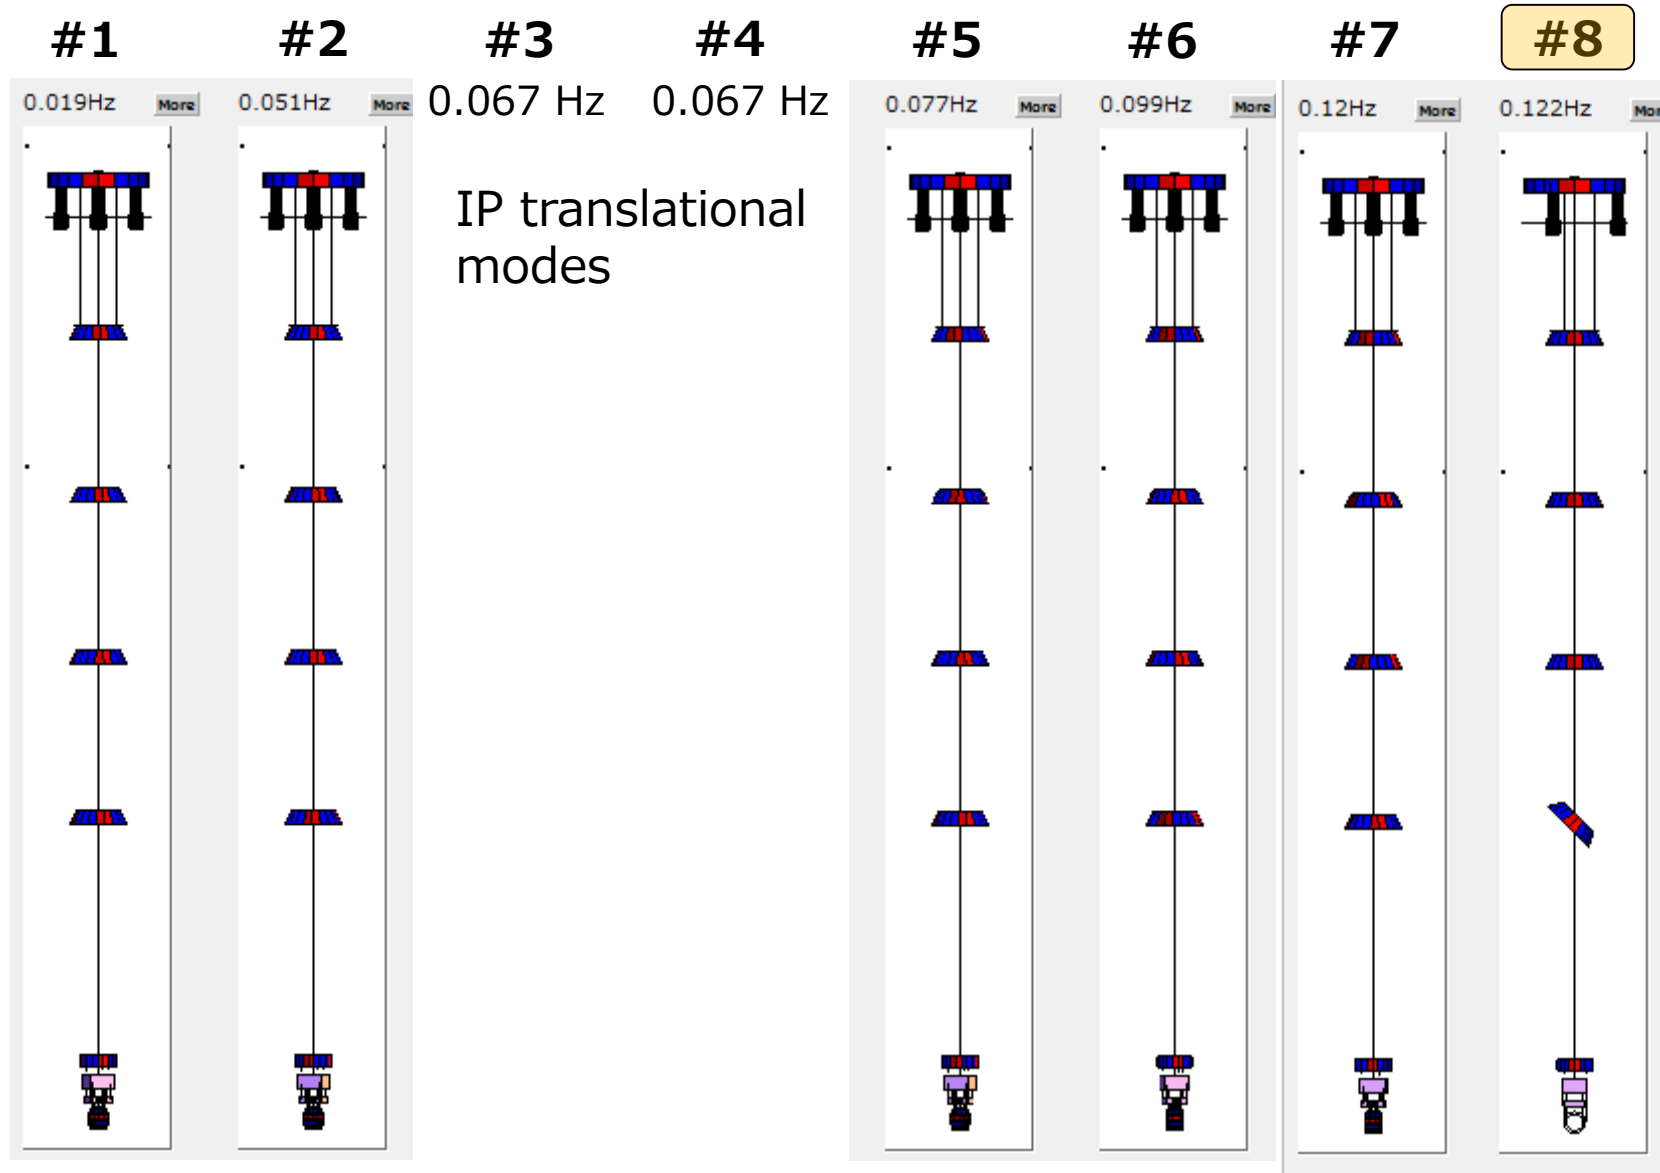 #1 #2 #3 #4 #5 #6 #7 #8
0.019Hz More 0.051Hz More 0.067 Hz 0.067 Hz 0.077Hz More 0.099Hz More 0.12Hz More 0.122Hz Mor
IP translational
modes